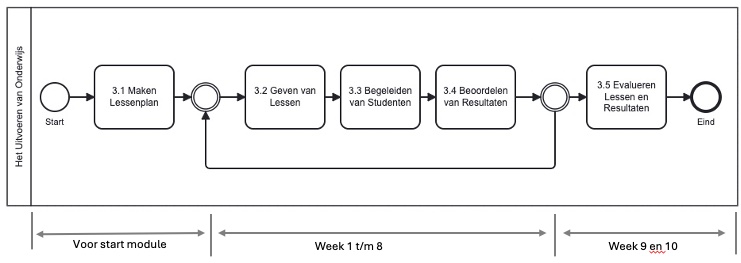 Het Uitvoeren van Onderwijs
Start
3.1 Maken
Lessenplan
3.2 Geven van
Lessen
3.3 Begeleiden
van Studenten
3.4 Beoordelen
van Resultaten
3.5 Evalueren
Lessen en
Resultaten
Eind
Voor start module
Week 1 t/m 8
Week 9 en 10